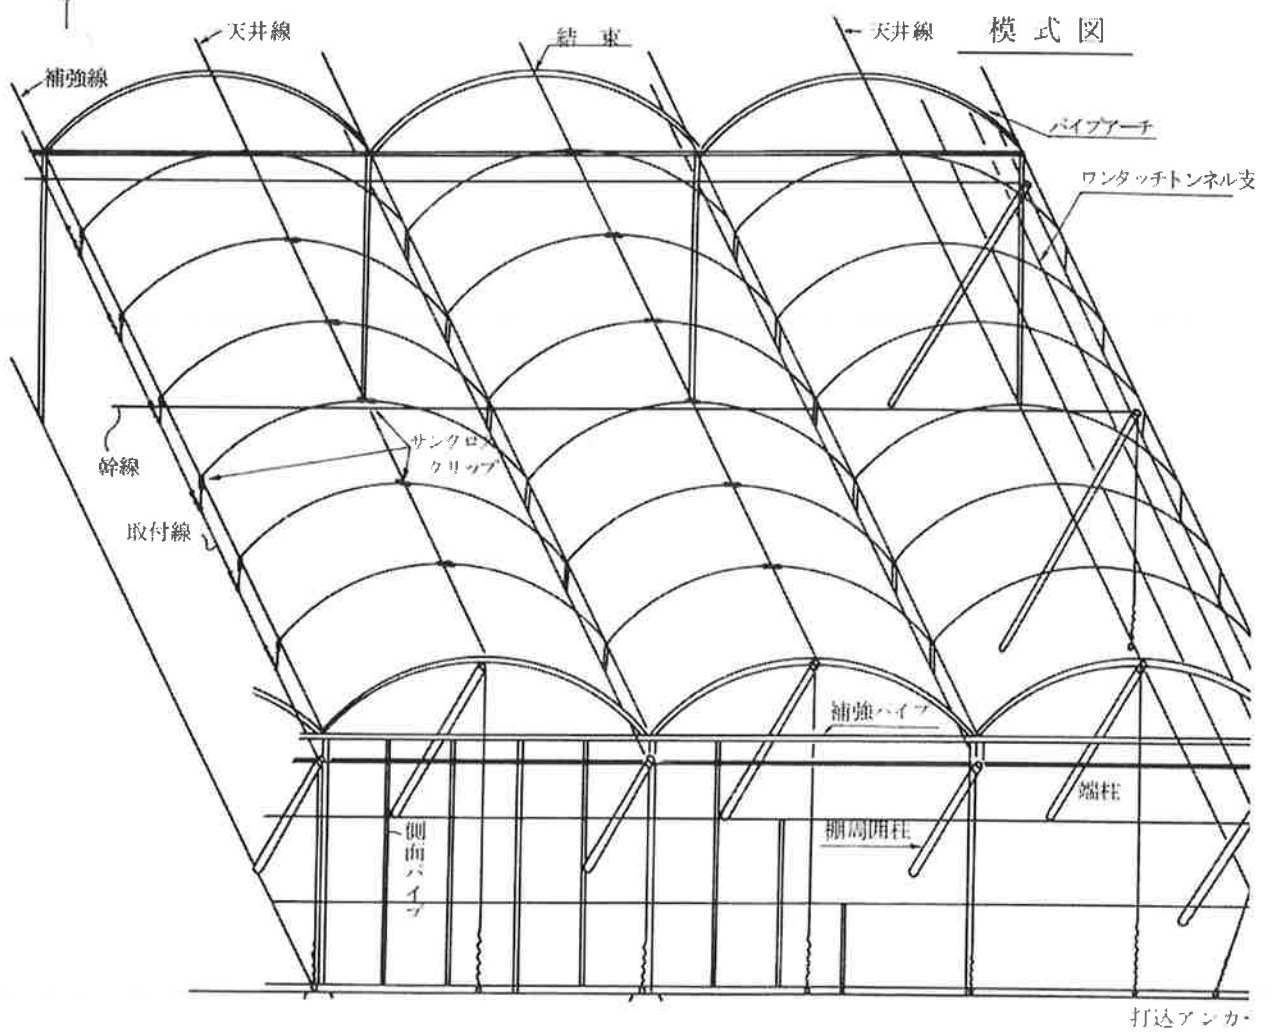 天井線
結束
天井線
模式図
補強線
パイプアーチ
ワンタッチトンネル支
サンクロス
クリップ
幹線
取付線
補強パイプ
端柱
棚周囲柱
側面パイプ
打込アンカー